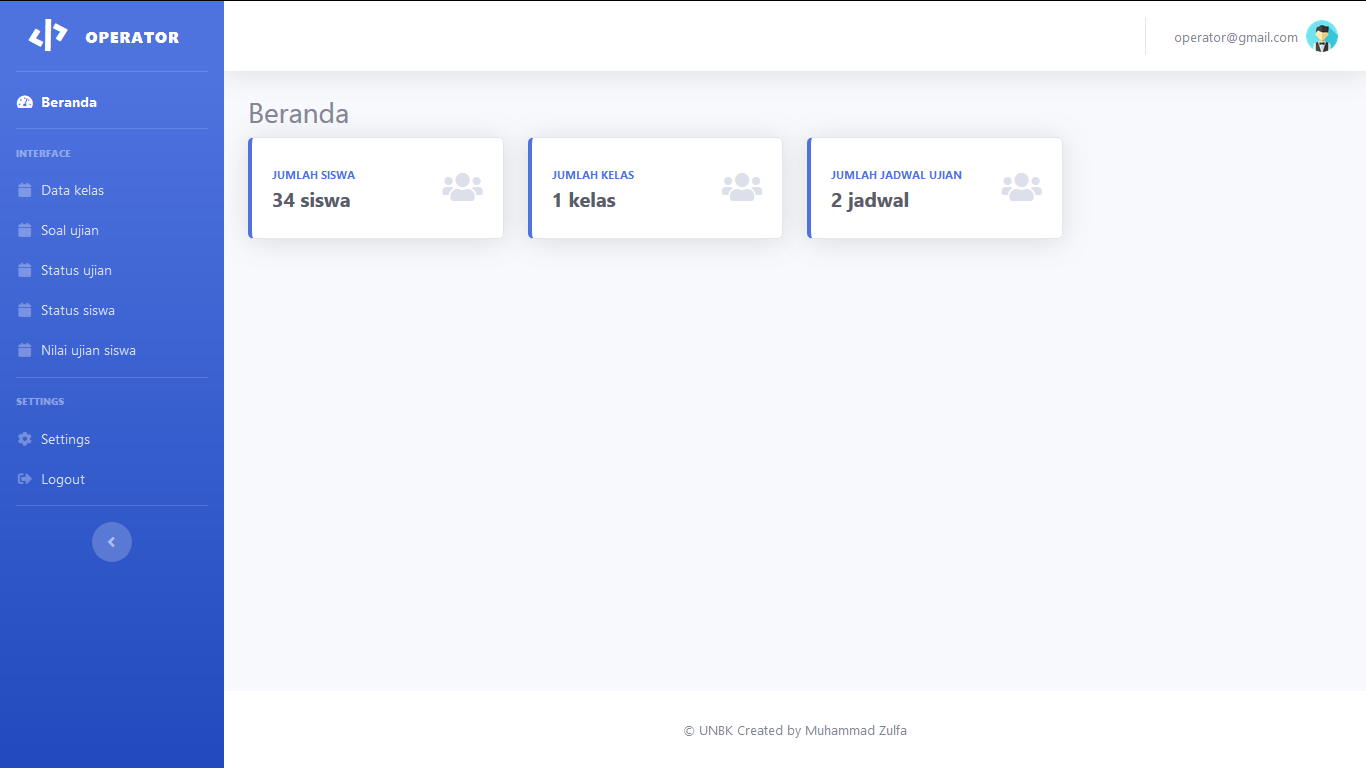 OPERATOR
operator@gmail.com
Beranda
INTERFACE
Data kelas
Soal ujian
Status ujian
Status siswa
Nilai ujian siswa
SETTINGS
Settings
Logout
Beranda
JUMLAH SISWA
34 siswa
JUMLAH KELAS
1 kelas
JUMLAH JADWAL UJIAN
2 jadwal
© UNBK Created by Muhammad Zulfa